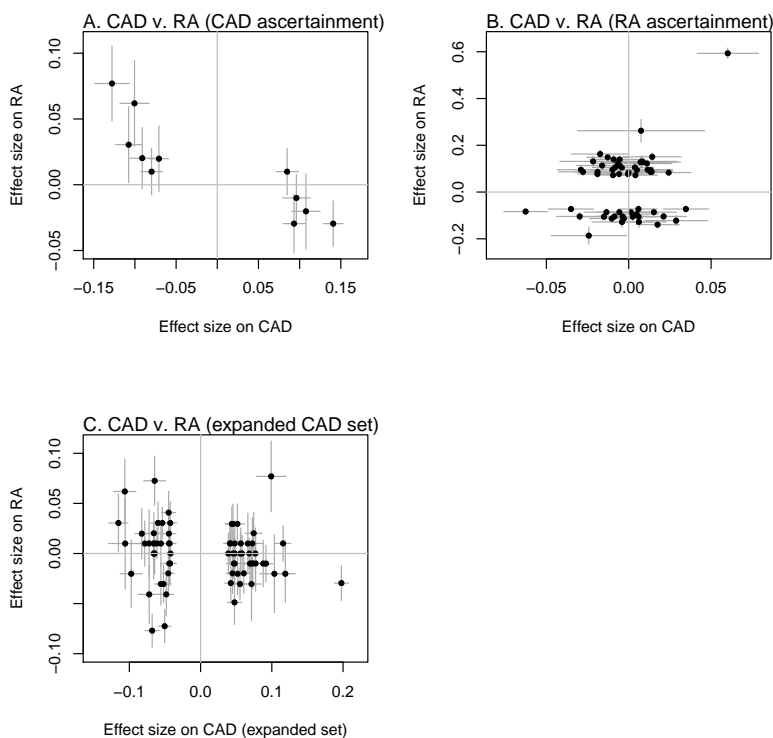 A. CAD v. RA (CAD ascertainment)
Effect size on RA
0.10
0.05
0.00
−0.05
−0.15
−0.05
0.05
0.15
Effect size on CAD
B. CAD v. RA (RA ascertainment)
Effect size on RA
0.6
0.4
0.2
0.0
−0.2
0.00
0.05
Effect size on CAD
C. CAD v. RA (expanded CAD set)
Effect size on RA
0.10
0.05
0.00
−0.10
−0.1
0.0
0.1
0.2
Effect size on CAD (expanded set)